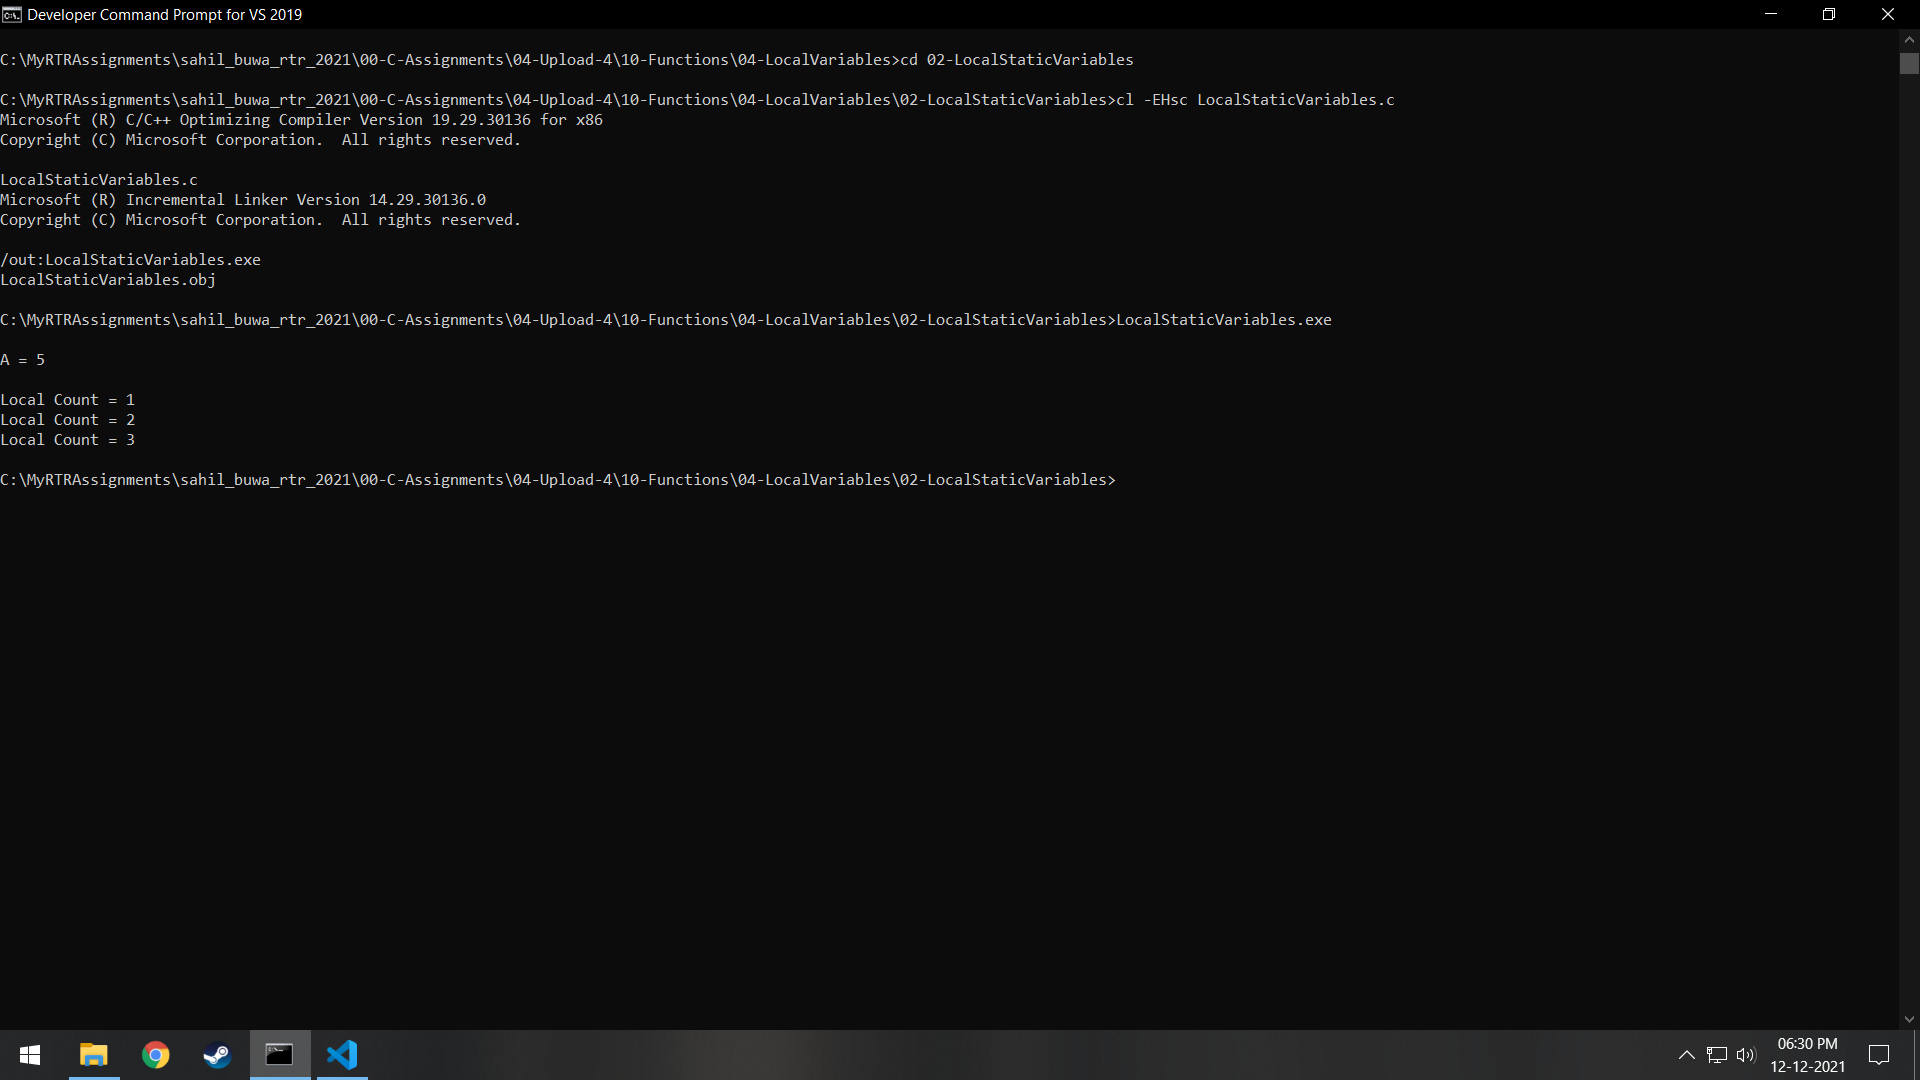 Developer Command Prompt for VS 2019
C:\MyRTRAssignments\sahil_buwa_rtr_2021\00-C-Assignments\04-Upload-4\10-Functions\04-LocalVariables>cd 02-LocalStaticVariables
C:\MyRTRAssignments\sahil_buwa_rtr_2021\00-C-Assignments\04-Upload-4\10-Functions\04-LocalVariables\02-LocalStaticVariables>cl -EHsc LocalStaticVariables.c
Microsoft (R) C/C++ Optimizing Compiler Version 19.29.30136 for x86
Copyright (C) Microsoft Corporation.  All rights reserved.
LocalStaticVariables.c
Microsoft (R) Incremental Linker Version 14.29.30136.0
Copyright (C) Microsoft Corporation.  All rights reserved.
/out:LocalStaticVariables.exe
LocalStaticVariables.obj
C:\MyRTRAssignments\sahil_buwa_rtr_2021\00-C-Assignments\04-Upload-4\10-Functions\04-LocalVariables\02-LocalStaticVariables>LocalStaticVariables.exe
A = 5
Local Count = 1
Local Count = 2
Local Count = 3
C:\MyRTRAssignments\sahil_buwa_rtr_2021\00-C-Assignments\04-Upload-4\10-Functions\04-LocalVariables\02-LocalStaticVariables>
06:30 PM
12-12-2021